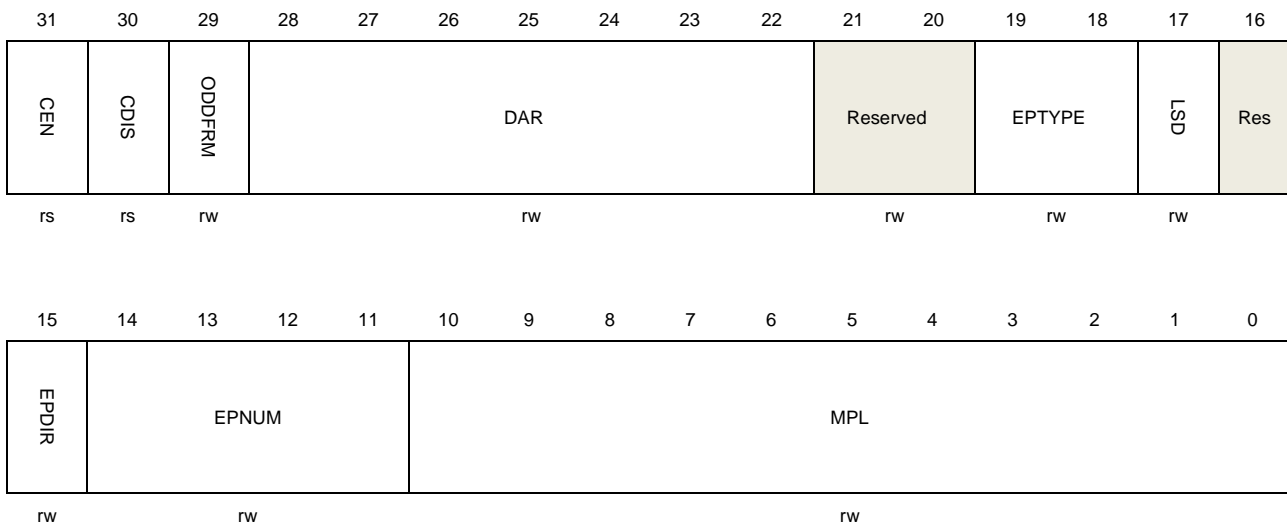 31 30 29 28 27 26 25 24 23 22 21 20 19 18 17 16
CEN CDIS ODDFRM DAR Reserved EPTYPE LSD Res
rs rs rw rw rw rw rw
15 14 13 12 11 10 9 8 7 6 5 4 3 2 1 0
EPDIR EPNUM MPL
rw rw rw